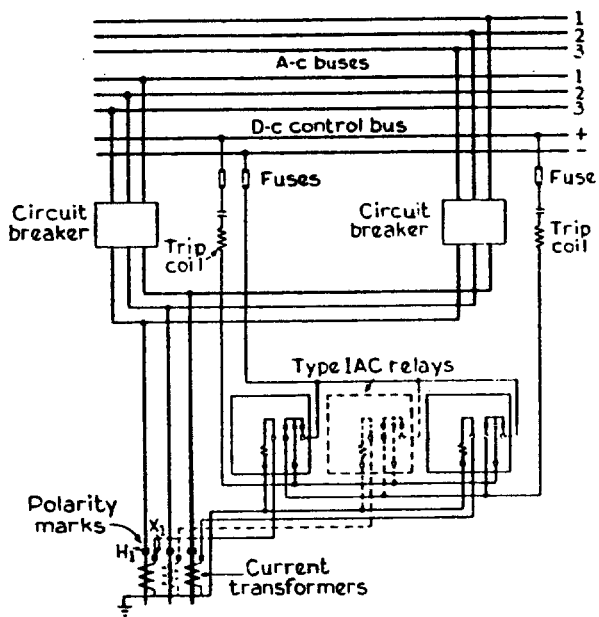 1
2
3
A-c buses
1
2
3
D-c control bus
+
-
Fuses
Fuse
Circuit
breaker
Circuit
breaker
Trip
coil
Trip
coil
Type IAC relays
Polarity
marks
X1
H1
Current
transformers